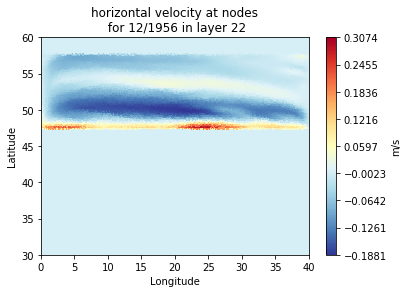 horizontal velocity at nodes
for 12/1956 in layer 22
60
55
50
45
40
35
30
Latitude
0 5 10 15 20 25 30 35 40
Longitude
0.3074
0.2455
0.1836
0.1216
0.0597
−0.0023
−0.0642
−0.1261
−0.1881
m/s